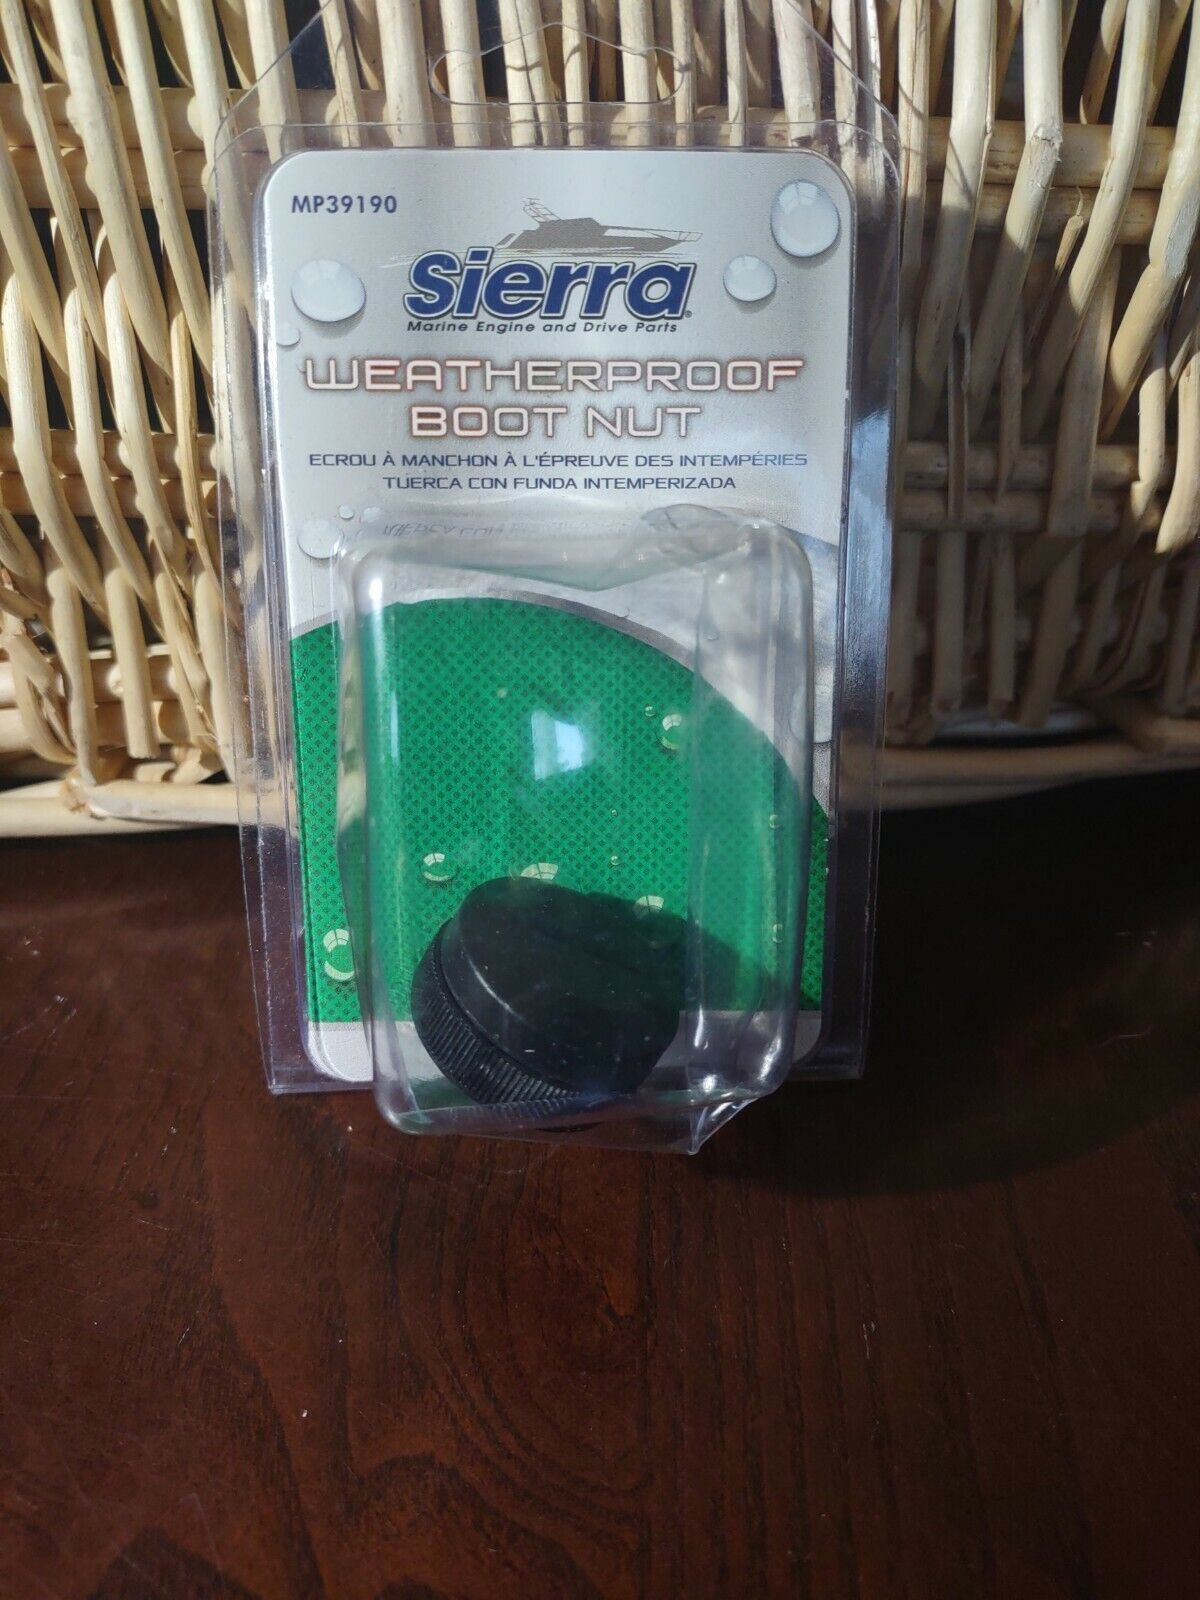 MP39190
Sierra®
Marine Engine and Drive Parts
WEATHERPROOF
BOOT NUT
ECROU À MANCHON À L'ÉPREUVE DES INTEMPÉRIES
TUERCA CON FUNDA INTEMPERIZADA